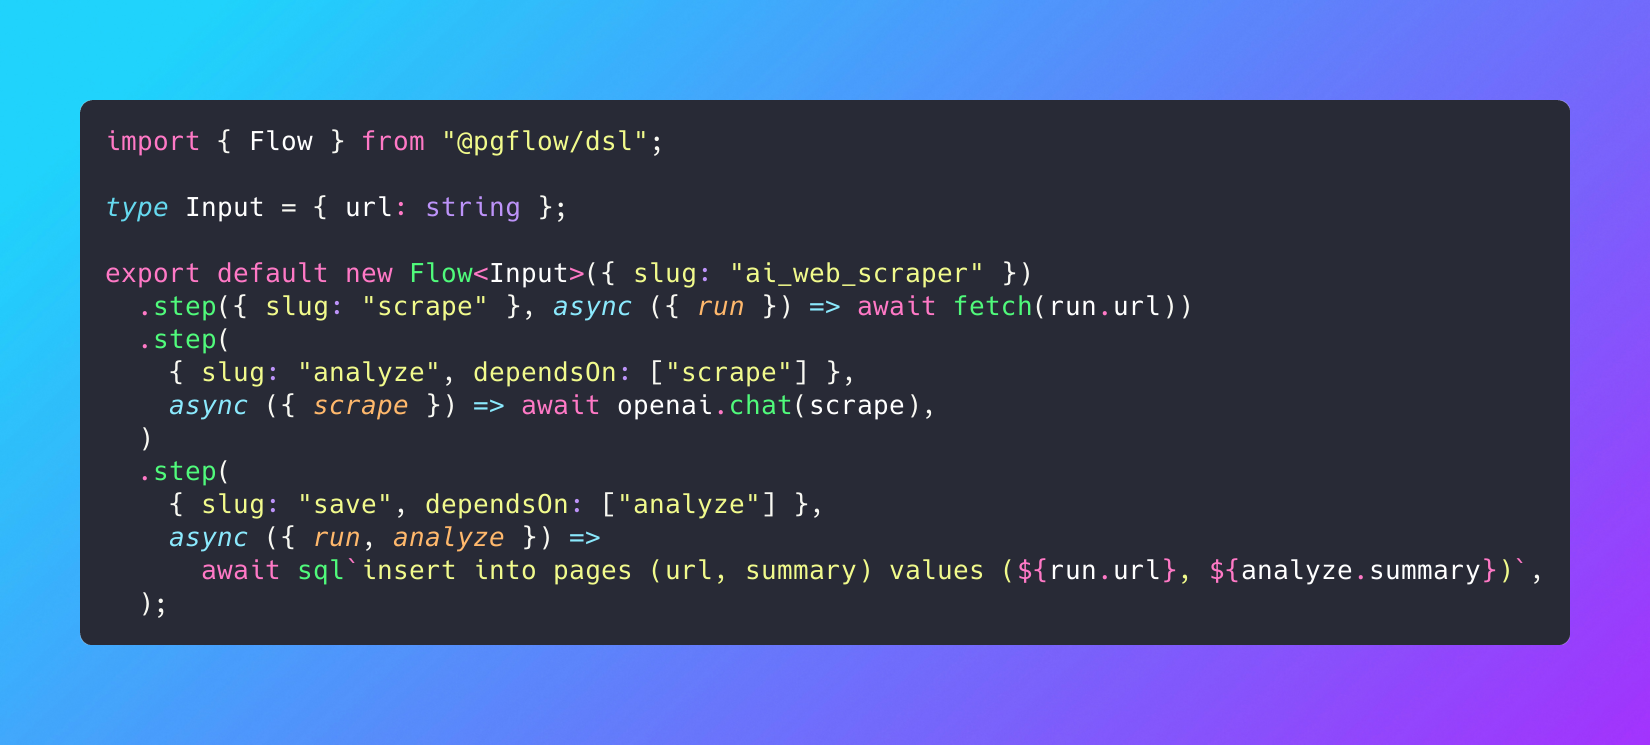 import { Flow } from "@pgflow/dsl";

type Input = { url: string };

export default new Flow<Input>({ slug: "ai_web_scraper" })
  .step({ slug: "scrape" }, async ({ run }) => await fetch(run.url))
  .step(
    { slug: "analyze", dependsOn: ["scrape"] },
    async ({ scrape }) => await openai.chat(scrape),
  )
  .step(
    { slug: "save", dependsOn: ["analyze"] },
    async ({ run, analyze }) =>
      await sql`insert into pages (url, summary) values (${run.url}, ${analyze.summary})`,
  );